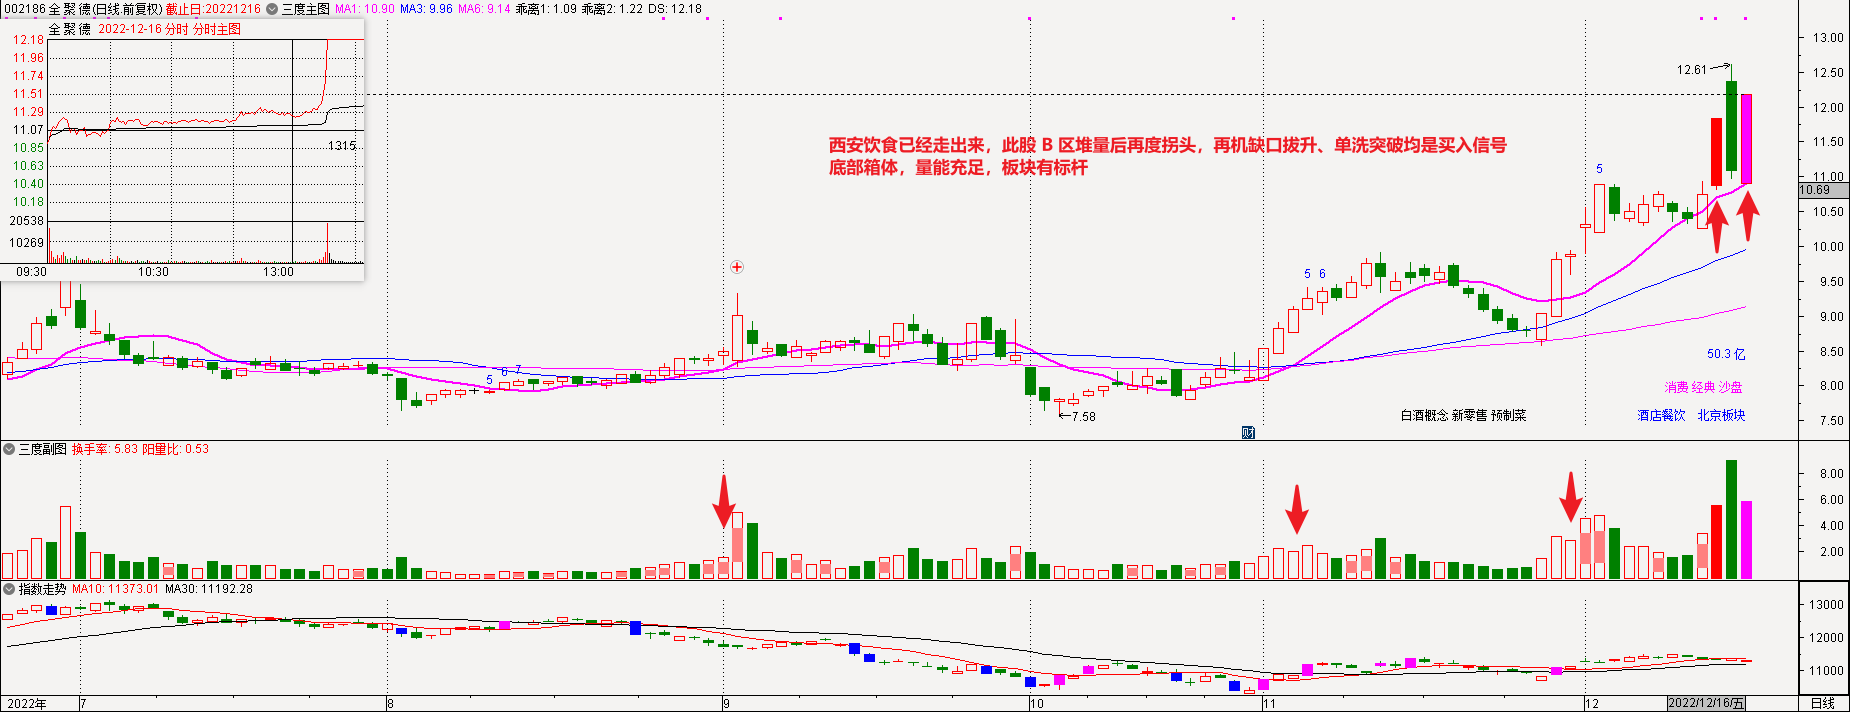 002186 全聚德(日线.前复权) 截止日:20221216 三度主图 MA1: 10.90 MA3: 9.96 MA6: 9.14 乖离1: 1.09 乖离2: 1.22 DS: 12.18
全聚德 2022-12-16 分时 分时主图
12.18
11.96
11.74
11.51
11.29
11.07
10.85
10.63
10.40
10.18
20538
10269
1315
09:30 10:30 13:00
13.00
12.50
12.00
11.50
11.00
10.69
10.50
10.00
9.50
9.00
8.50
8.00
7.50
12.61
西安饮食已经走出来，此股 B 区堆量后再度拐头，再机缺口拔升、单洗突破均是买入信号
底部箱体，量能充足，板块有标杆
5
5 6
5 6 7
7.58
50.3 亿
消费 经典 沙盘
白酒概念 新零售 预制菜
酒店餐饮 北京板块
财
三度副图 换手率: 5.83 阳量比: 0.53
8.00
6.00
4.00
2.00
指数走势 MA10: 11373.01 MA30: 11192.28
13000
12000
11000
2022年 7 8 9 10 11 12 2022/12/16/五 日线